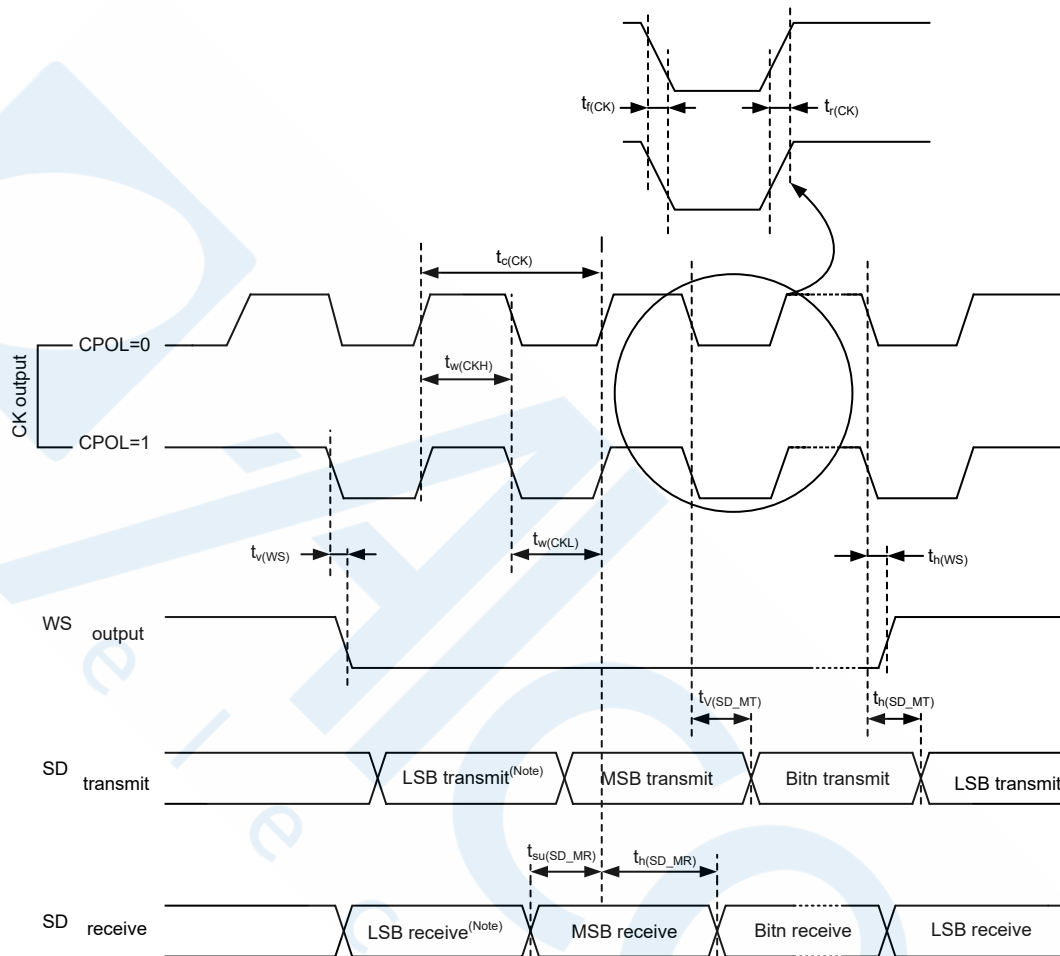 tf(CK)
tr(CK)
tc(CK)
CK output
CPOL=0
tw(CKH)
CPOL=1
tw(CKL)
tv(WS)
th(WS)
WS output
tV(SD_MT)
th(SD_MT)
SD transmit
LSB transmit(Note)
MSB transmit
Bitn transmit
LSB transmit
tsu(SD_MR)
th(SD_MR)
SD receive
LSB receive(Note)
MSB receive
Bitn receive
LSB receive